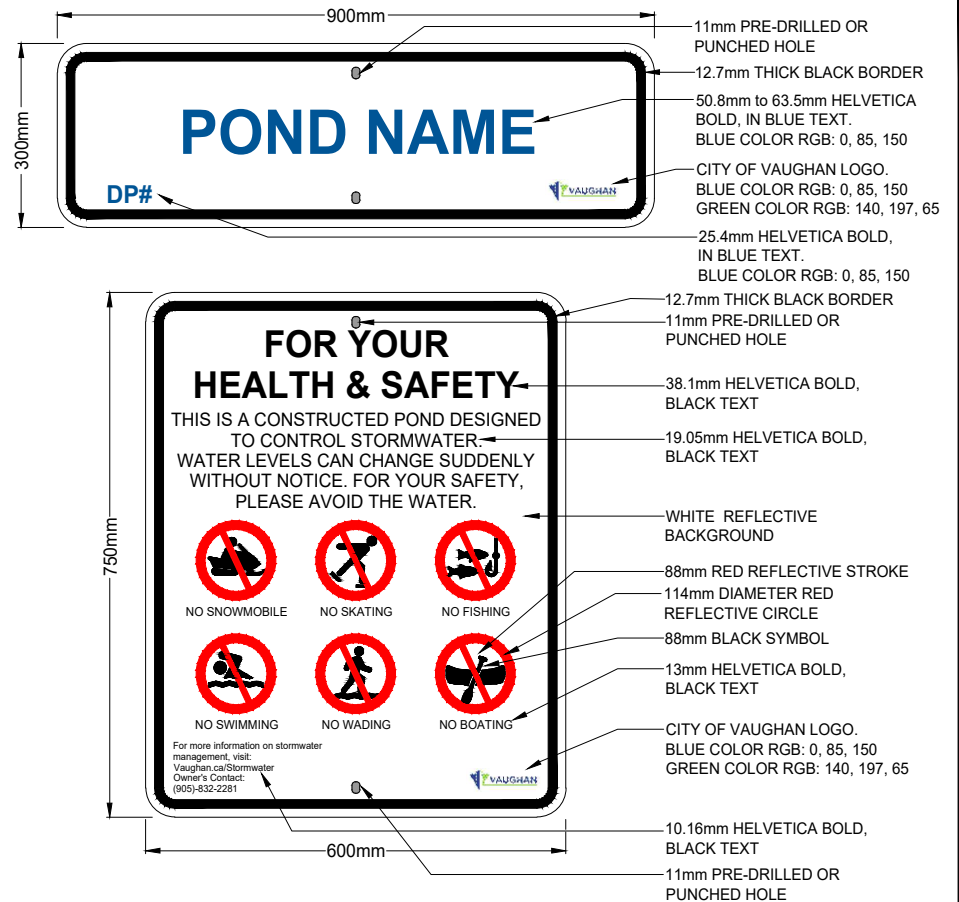 900mm
300mm
POND NAME
DP#
VAUGHAN
11mm PRE-DRILLED OR
PUNCHED HOLE
12.7mm THICK BLACK BORDER
50.8mm to 63.5mm HELVETICA
BOLD, IN BLUE TEXT.
BLUE COLOR RGB: 0, 85, 150
CITY OF VAUGHAN LOGO.
BLUE COLOR RGB: 0, 85, 150
GREEN COLOR RGB: 140, 197, 65
25.4mm HELVETICA BOLD,
IN BLUE TEXT.
BLUE COLOR RGB: 0, 85, 150
750mm
600mm
FOR YOUR
HEALTH & SAFETY
THIS IS A CONSTRUCTED POND DESIGNED
TO CONTROL STORMWATER.
WATER LEVELS CAN CHANGE SUDDENLY
WITHOUT NOTICE. FOR YOUR SAFETY,
PLEASE AVOID THE WATER.
NO SNOWMOBILE
NO SKATING
NO FISHING
NO SWIMMING
NO WADING
NO BOATING
For more information on stormwater
management, visit:
Vaughan.ca/Stormwater
Owner's Contact:
(905)-832-2281
VAUGHAN
12.7mm THICK BLACK BORDER
11mm PRE-DRILLED OR
PUNCHED HOLE
38.1mm HELVETICA BOLD,
BLACK TEXT
19.05mm HELVETICA BOLD,
BLACK TEXT
WHITE REFLECTIVE
BACKGROUND
88mm RED REFLECTIVE STROKE
114mm DIAMETER RED
REFLECTIVE CIRCLE
88mm BLACK SYMBOL
13mm HELVETICA BOLD,
BLACK TEXT
CITY OF VAUGHAN LOGO.
BLUE COLOR RGB: 0, 85, 150
GREEN COLOR RGB: 140, 197, 65
10.16mm HELVETICA BOLD,
BLACK TEXT
11mm PRE-DRILLED OR
PUNCHED HOLE